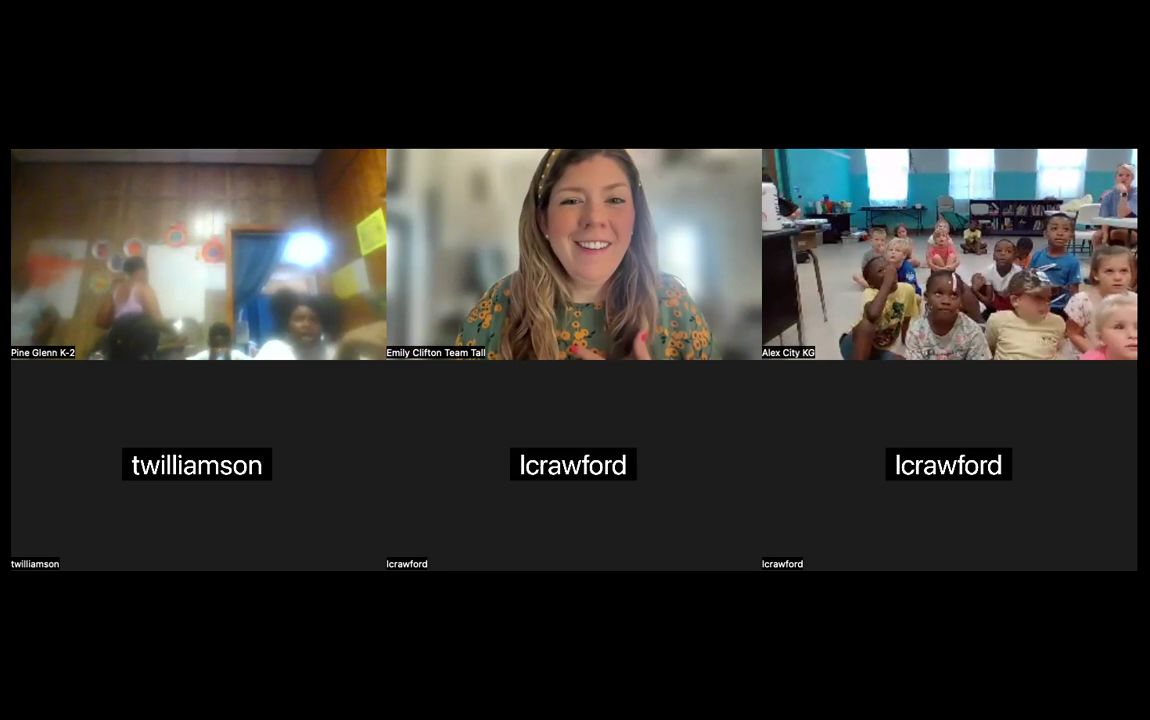 Pine Glenn K-2
Emily Clifton Team Tall
Alex City KG
twilliamson
lcrawford
lcrawford
twilliamson
lcrawford
lcrawford